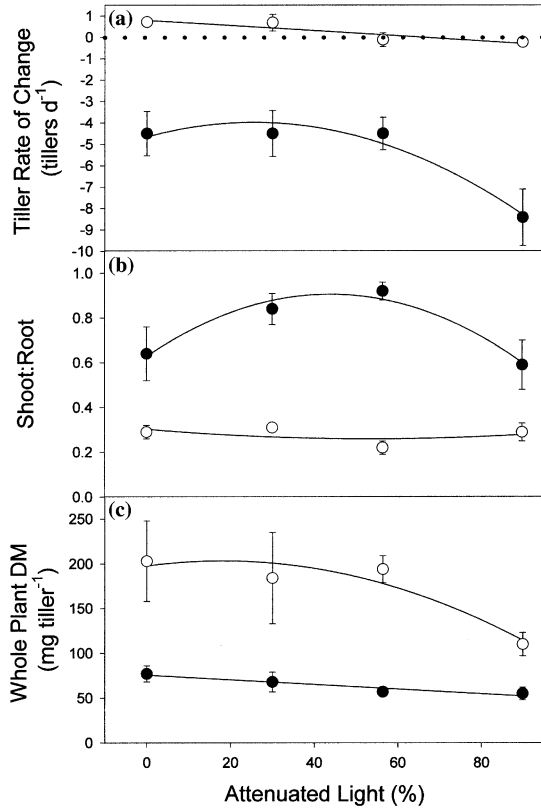 (a)
1
0
-1
-2
-3
-4
-5
-6
-7
-8
-9
-10
Tiller Rate of Change
(tillers d⁻¹)
(b)
1.0
0.8
0.6
0.4
0.2
0.0
Shoot:Root
(c)
250
200
150
100
50
0
Whole Plant DM
(mg tiller⁻¹)
0 20 40 60 80
Attenuated Light (%)